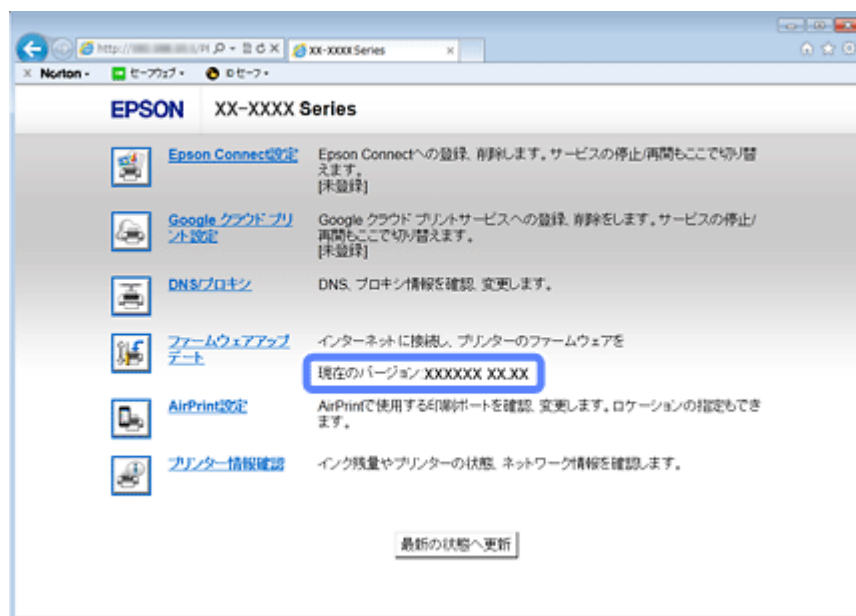 http://
XX-XXXX Series
× Norton
セーフウェブ
IDセーフ
EPSON XX-XXXX Series
Epson Connect設定
Epson Connectへの登録、削除します。サービスの停止/再開もここで切り替
えます。
[未登録]
Google クラウド プリ
ント設定
Google クラウド プリントサービスへの登録、削除をします。サービスの停止/
再開もここで切り替えます。
[未登録]
DNS/プロキシ
DNS、プロキシ情報を確認、変更します。
ファームウェアアップ
デート
インターネットに接続し、プリンターのファームウェアを
現在のバージョン:XXXXXX XX.XX
AirPrint設定
AirPrintで使用する印刷ポートを確認、変更します。ロケーションの指定もでき
ます。
プリンター情報確認
インク残量やプリンターの状態、ネットワーク情報を確認します。
最新の状態へ更新